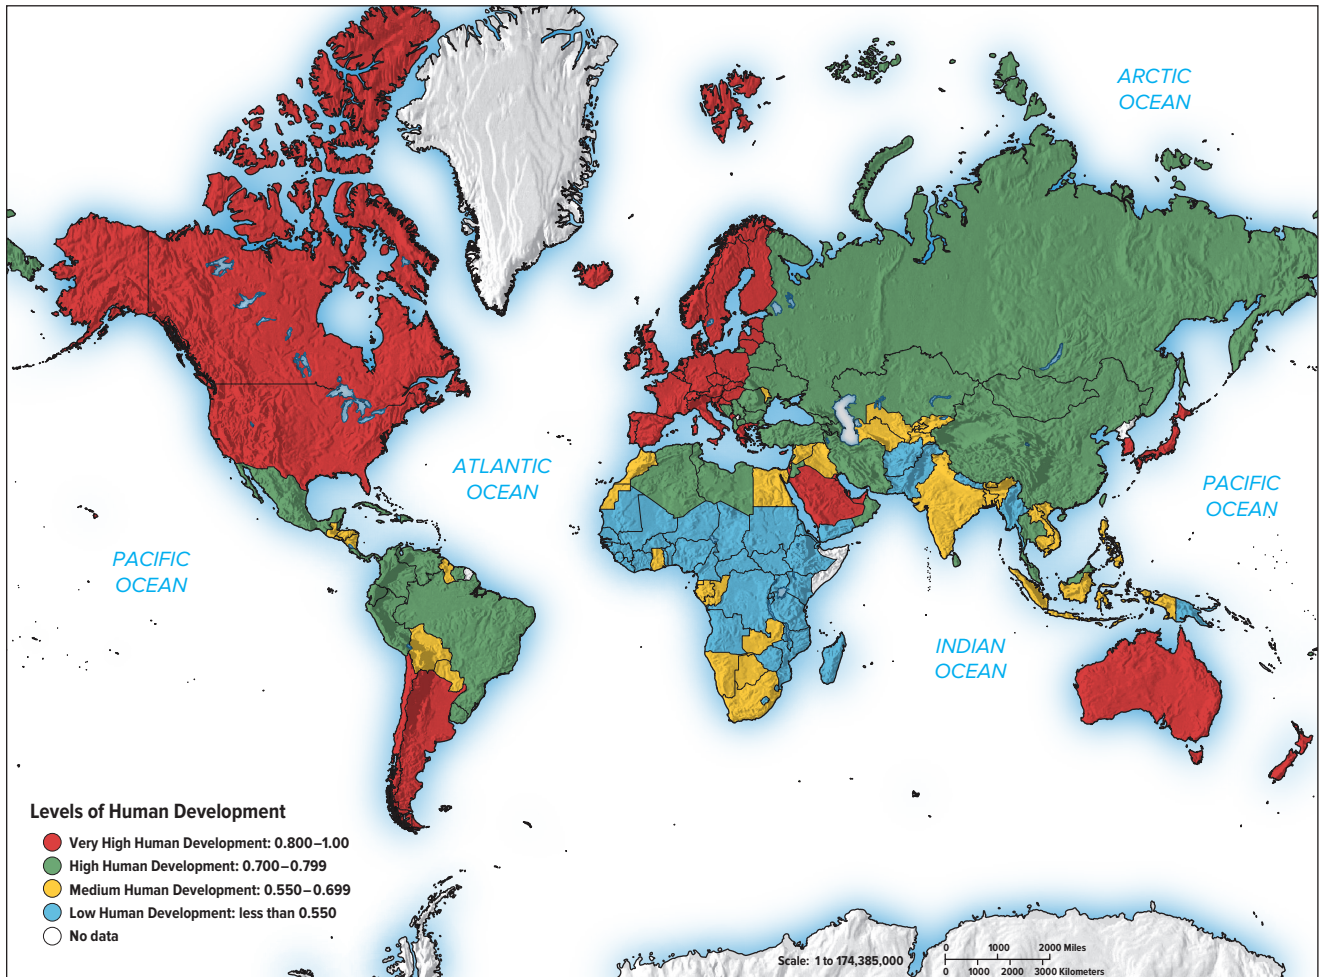 ARCTIC
OCEAN
ATLANTIC
OCEAN
PACIFIC
OCEAN
PACIFIC
OCEAN
INDIAN
OCEAN
Levels of Human Development
Very High Human Development: 0.800–1.00
High Human Development: 0.700–0.799
Medium Human Development: 0.550–0.699
Low Human Development: less than 0.550
No data
Scale: 1 to 174,385,000
0 1000 2000 Miles
0 1000 2000 3000 Kilometers